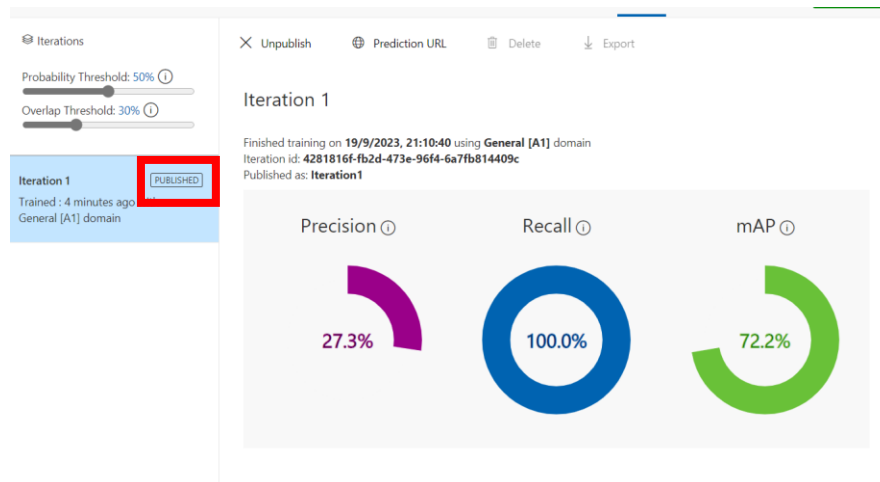 Iterations
Probability Threshold: 50%
Overlap Threshold: 30%
Iteration 1 PUBLISHED
Trained : 4 minutes ago
General [A1] domain
Unpublish Prediction URL Delete Export
Iteration 1
Finished training on 19/9/2023, 21:10:40 using General [A1] domain
Iteration id: 4281816f-fb2d-473e-96f4-6a7fb814409c
Published as: Iteration1
Precision Recall mAP
27.3% 100.0% 72.2%